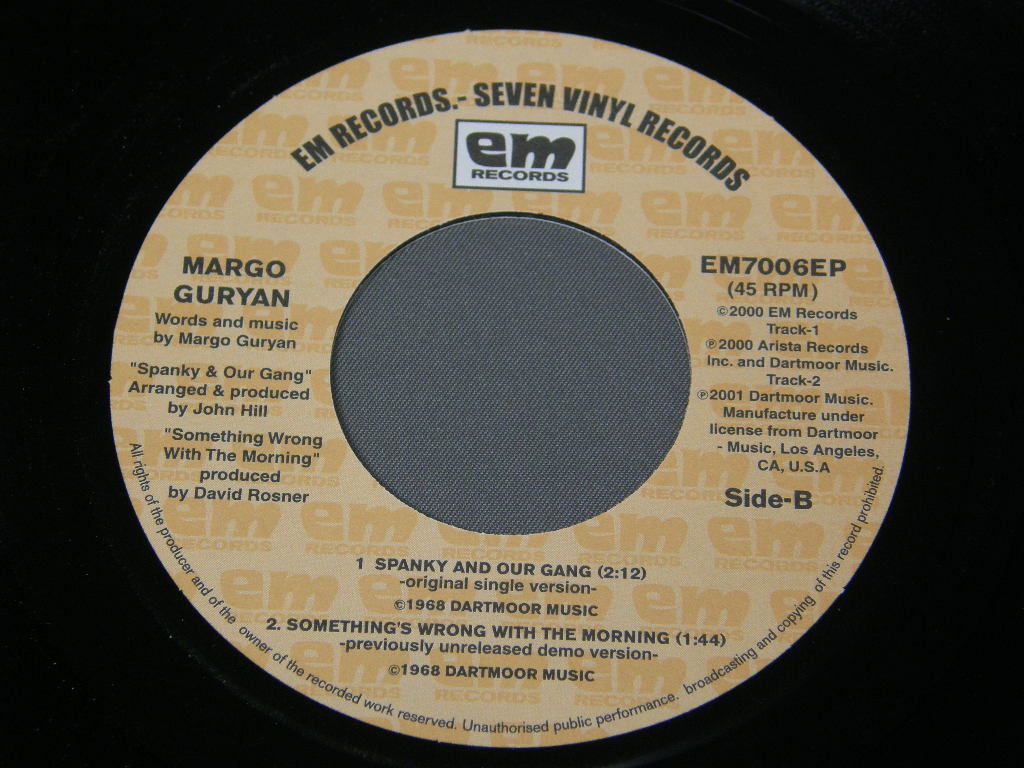 EM RECORDS.- SEVEN VINYL RECORDS
em
RECORDS
MARGO
GURYAN
Words and music
by Margo Guryan
"Spanky & Our Gang"
Arranged & produced
by John Hill
"Something Wrong
With The Morning"
produced
by David Rosner
EM7006EP
(45 RPM)
©2000 EM Records
Track-1
℗2000 Arista Records
Inc. and Dartmoor Music.
Track-2
℗2001 Dartmoor Music.
Manufacture under
license from Dartmoor
- Music, Los Angeles,
CA, U.S.A
Side-B
1 SPANKY AND OUR GANG (2:12)
-original single version-
©1968 DARTMOOR MUSIC
2. SOMETHING'S WRONG WITH THE MORNING (1:44)
-previously unreleased demo version-
©1968 DARTMOOR MUSIC
All rights of the producer and of the owner of the recorded work reserved. Unauthorised public performance. broadcasting and copying of this record prohibited.